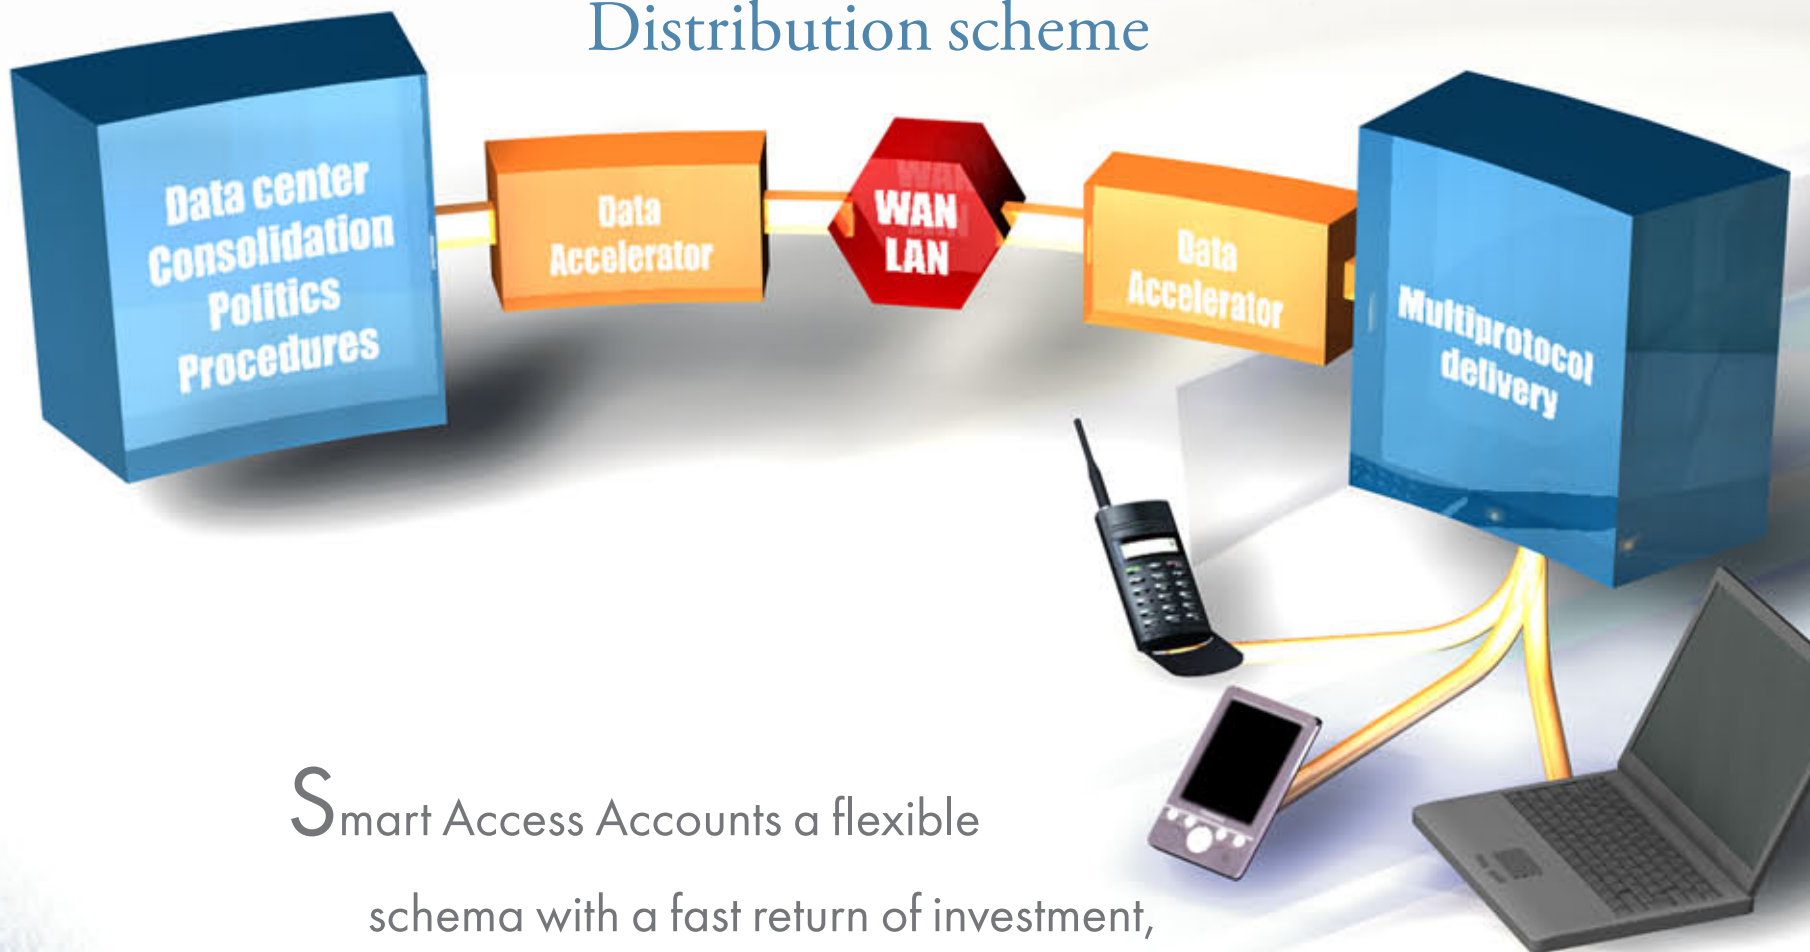 Distribution scheme
Data center
Consolidation
Politics
Procedures
Data
Accelerator
WAN
LAN
Data
Accelerator
Multiprotocol
delivery
Smart Access Accounts a flexible
schema with a fast return of investment,